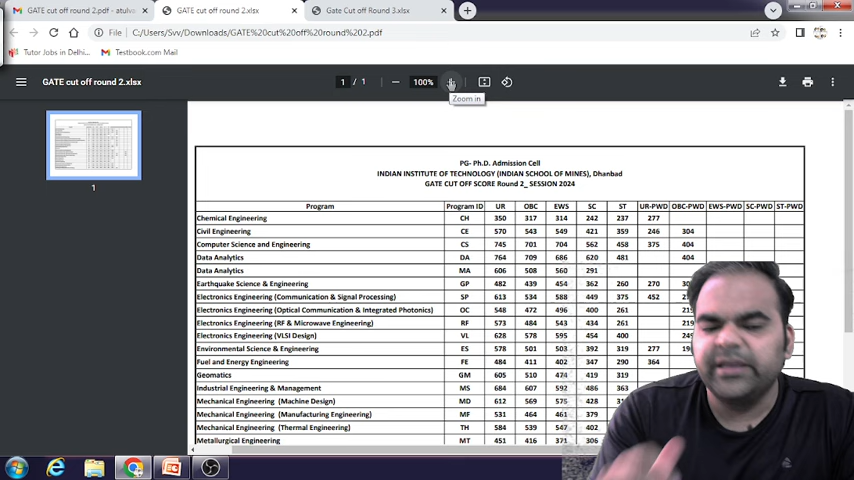 GATE cut off round 2.pdf - atulva
GATE cut off round 2.xlsx
Gate Cut off Round 3.xlsx
File
C:/Users/Svv/Downloads/GATE%20cut%20off%20round%202.pdf
Tutor Jobs in Delhi...
Testbook.com Mail
GATE cut off round 2.xlsx
1 / 1
100%
Zoom in
1
PG- Ph.D. Admission Cell
INDIAN INSTITUTE OF TECHNOLOGY (INDIAN SCHOOL OF MINES), Dhanbad
GATE CUT OFF SCORE Round 2_ SESSION 2024
Program Program ID UR OBC EWS SC ST UR-PWD OBC-PWD EWS-PWD SC-PWD ST-PWD
Chemical Engineering CH 350 317 314 242 237 277
Civil Engineering CE 570 543 549 421 359 246 304
Computer Science and Engineering CS 745 701 704 562 458 375 404
Data Analytics DA 764 709 686 620 481 404
Data Analytics MA 606 508 560 291
Earthquake Science & Engineering GP 482 439 454 362 260 270
Electronics Engineering (Communication & Signal Processing) SP 613 534 588 449 375 452
Electronics Engineering (Optical Communication & Integrated Photonics) OC 548 472 496 400 261
Electronics Engineering (RF & Microwave Engineering) RF 573 484 543 434 261
Electronics Engineering (VLSI Design) VL 628 578 595 454 400
Environmental Science & Engineering ES 578 501 503 392 319 277
Fuel and Energy Engineering FE 484 411 402 347 290 364
Geomatics GM 605 510 474 419 319
Industrial Engineering & Management MS 684 607 592 486 363
Mechanical Engineering (Machine Design) MD 612 569 575 428
Mechanical Engineering (Manufacturing Engineering) MF 531 464 461 379
Mechanical Engineering (Thermal Engineering) TH 584 539 527 402
Metallurgical Engineering MT 451 416 371 306